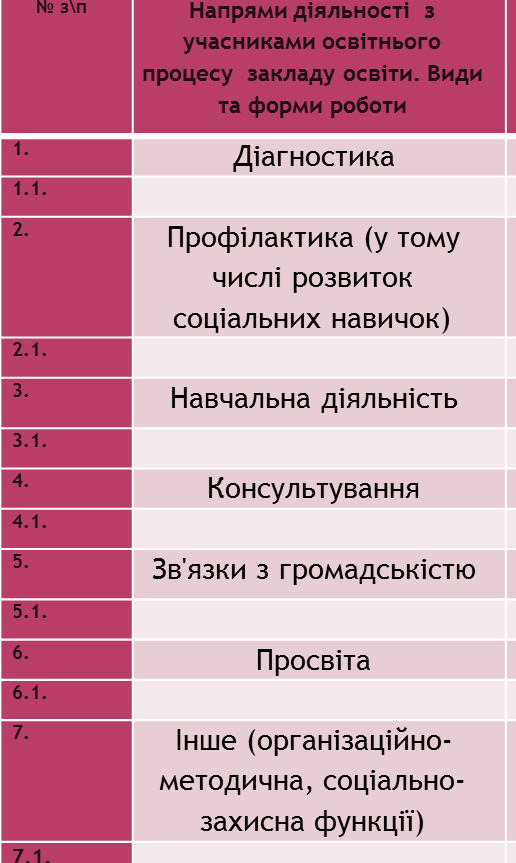 № з\п
Напрями діяльності з
учасниками освітнього
процесу закладу освіти. Види
та форми роботи
1.
Діагностика
1.1.
2.
Профілактика (у тому
числі розвиток
соціальних навичок)
2.1.
3.
Навчальна діяльність
3.1.
4.
Консультування
4.1.
5.
Зв'язки з громадськістю
5.1.
6.
Просвіта
6.1.
7.
Інше (організаційно-
методична, соціально-
захисна функції)
7.1.